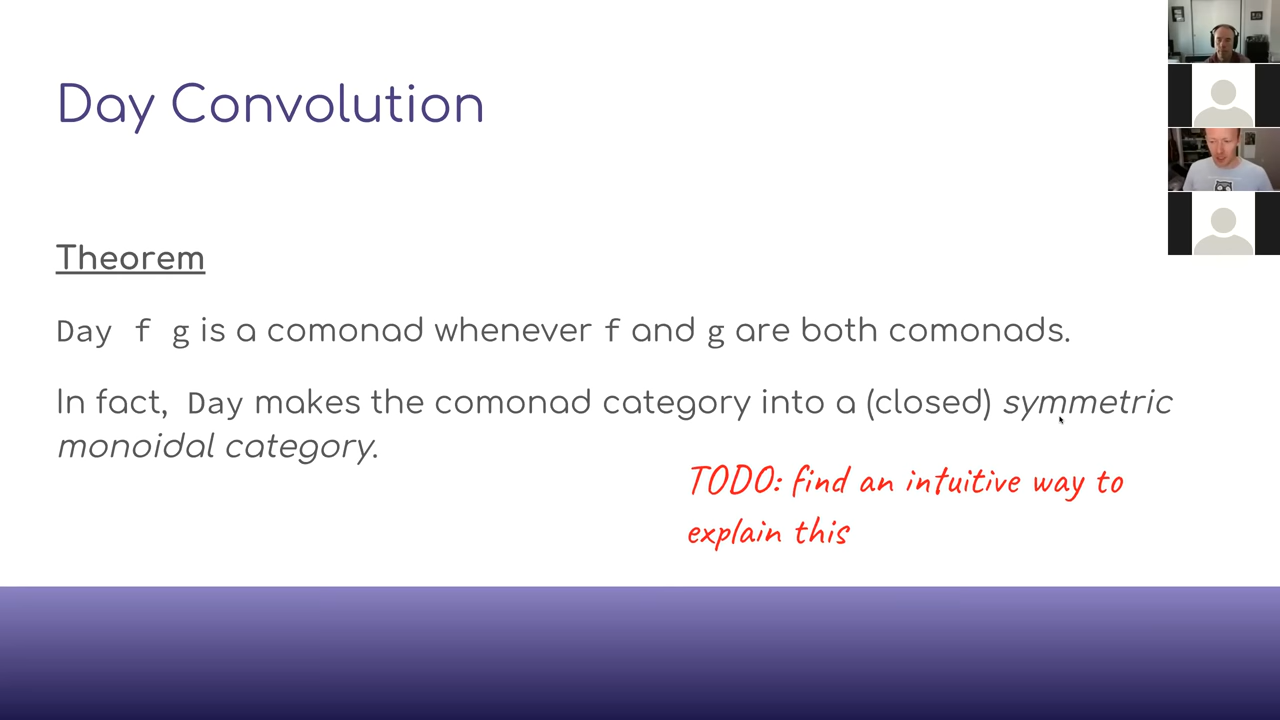 Day Convolution
Theorem
Day f g is a comonad whenever f and g are both comonads.
In fact, Day makes the comonad category into a (closed) symmetric
monoidal category.
TODO: find an intuitive way to
explain this